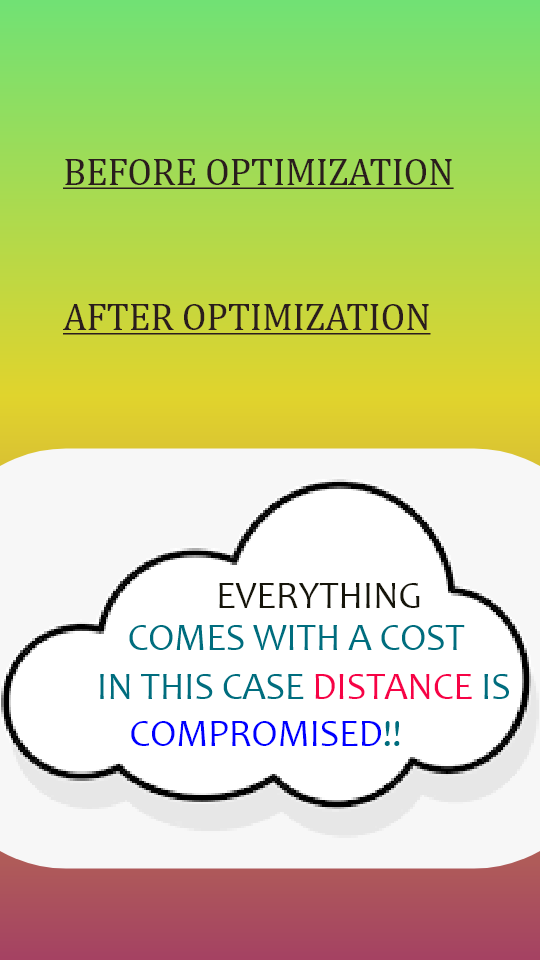 BEFORE OPTIMIZATION
AFTER OPTIMIZATION
EVERYTHING
COMES WITH A COST
IN THIS CASE DISTANCE IS
COMPROMISED!!